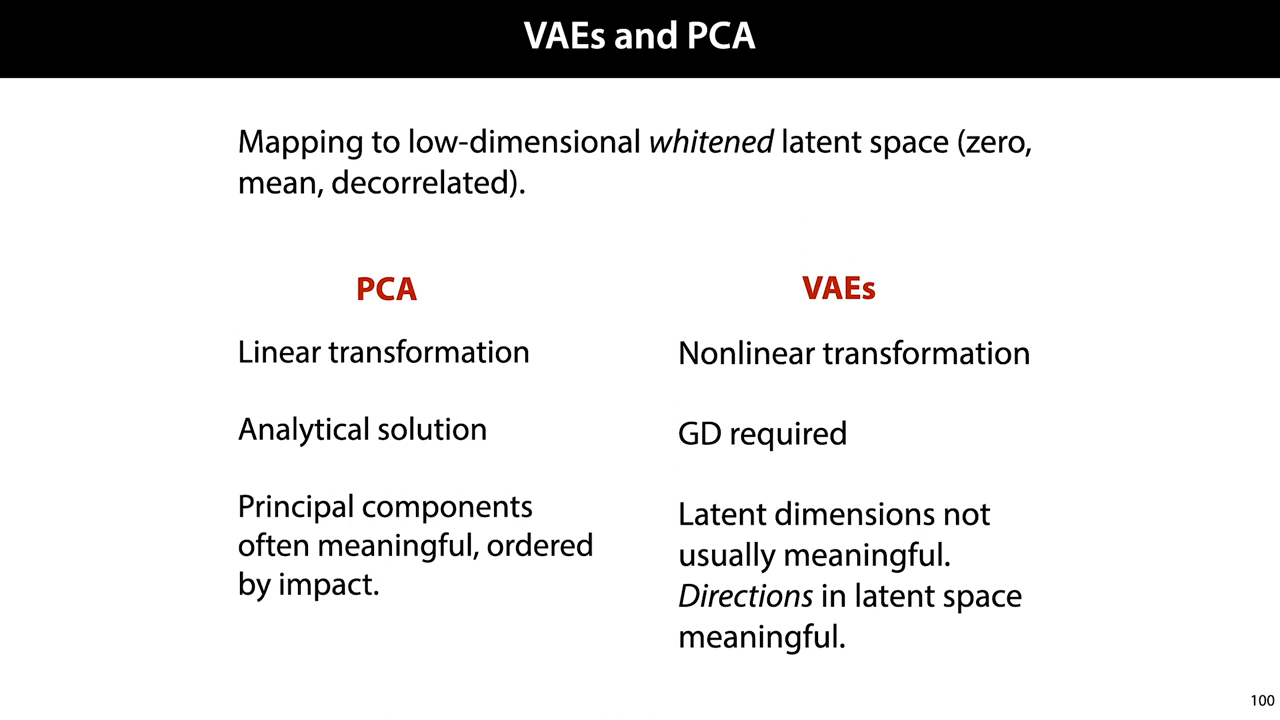 VAEs and PCA
Mapping to low-dimensional whitened latent space (zero,
mean, decorrelated).
PCA
Linear transformation
Analytical solution
Principal components
often meaningful, ordered
by impact.
VAEs
Nonlinear transformation
GD required
Latent dimensions not
usually meaningful.
Directions in latent space
meaningful.
100